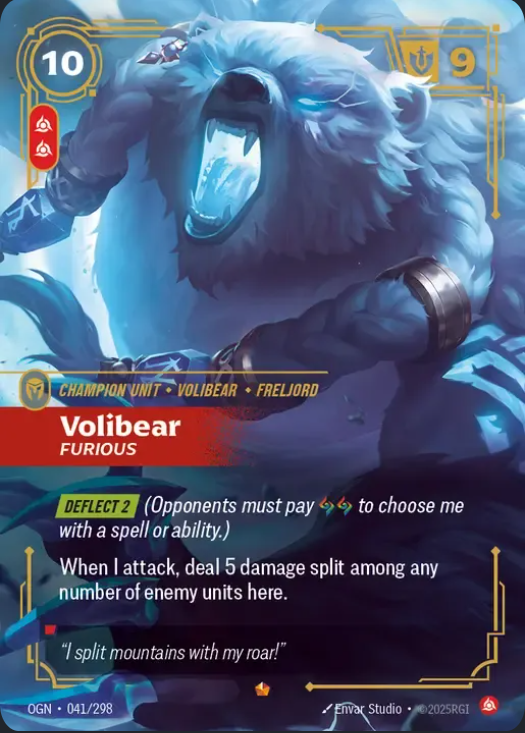 10
9
CHAMPION UNIT • VOLIBEAR • FRELJORD
Volibear
FURIOUS
DEFLECT 2 (Opponents must pay to choose me
with a spell or ability.)
When I attack, deal 5 damage split among any
number of enemy units here.
“I split mountains with my roar!”
OGN • 041/298
Envar Studio • ©2025RGI